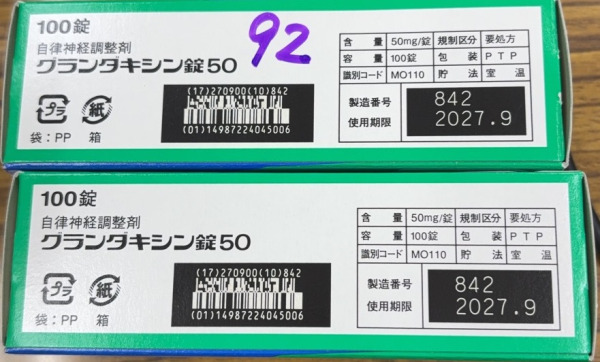 100錠
自律神経調整剤
グランダキシン錠50
92
含量 50mg/錠 規制区分 要処方
容量 100錠 包装 PTP
識別コード MO110 貯法 室温
(17)270900(10)842
(01)14987224045006
製造番号 842
使用期限 2027.9
プラ 紙
袋:PP 箱
100錠
自律神経調整剤
グランダキシン錠50
含量 50mg/錠 規制区分 要処方
容量 100錠 包装 PTP
識別コード MO110 貯法 室温
(17)270900(10)842
(01)14987224045006
製造番号 842
使用期限 2027.9
プラ 紙
袋:PP 箱